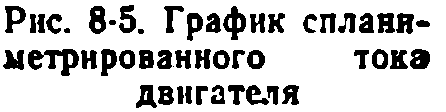 Рис. 8-5. График сплани-
метрированного тока
двигателя